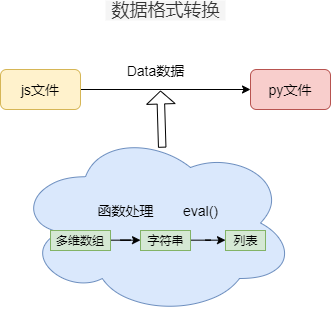 数据格式转换
Data数据
js文件
py文件
函数处理 eval()
多维数组 字符串 列表